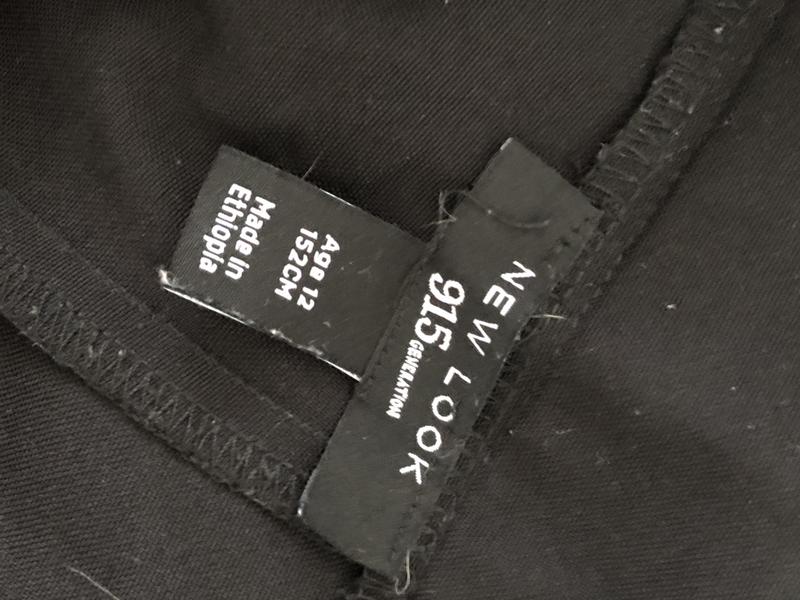 NEW LOOK
915 GENERATION
Age 12
152CM
Made in
Ethiopia